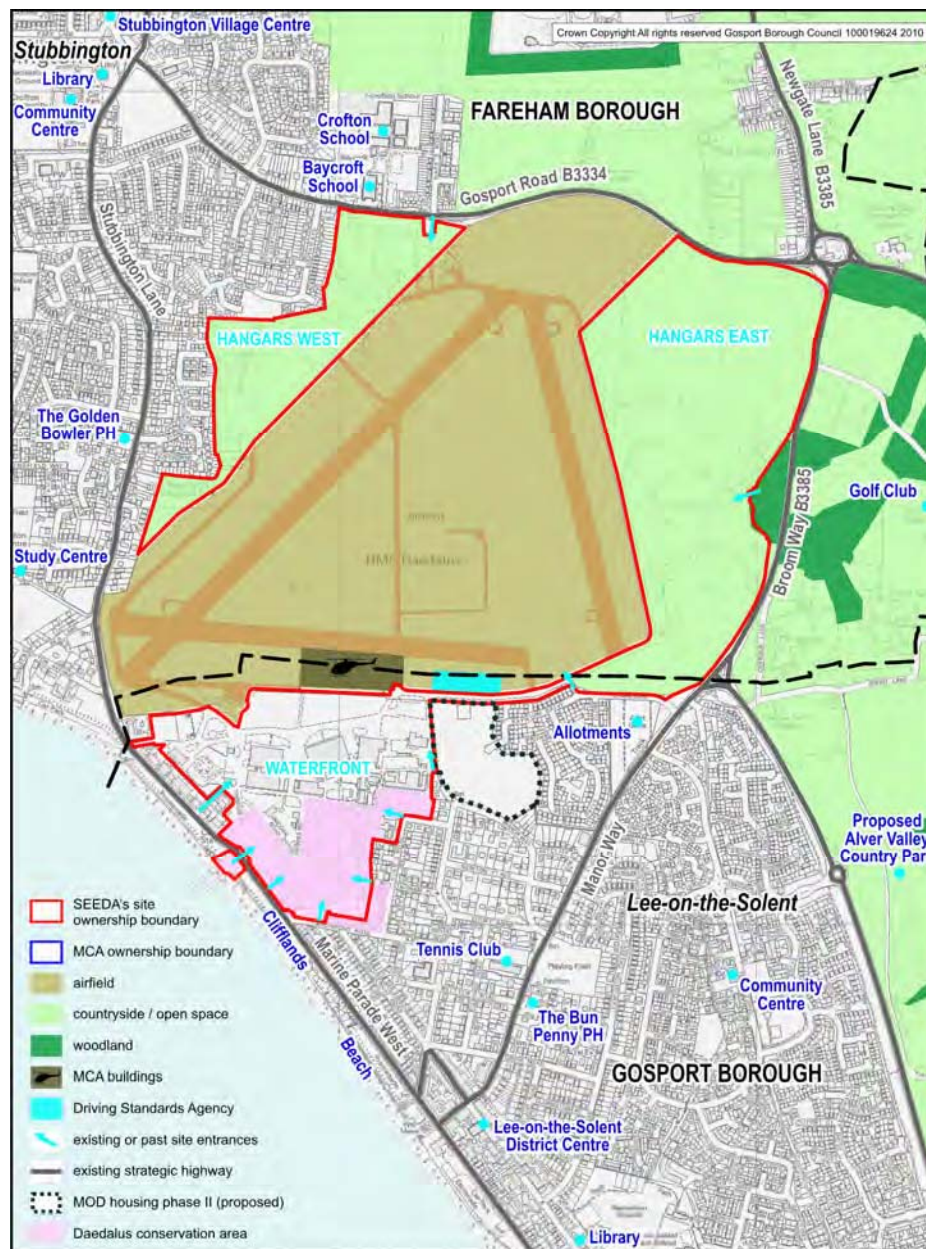 Stubbington Village Centre
Crown Copyright All rights reserved Gosport Borough Council 100019624 2010
Stubbington
Library
Community
Centre
Crofton
School
FAREHAM BOROUGH
Newgate Lane B3385
Baycroft
School
Gosport Road B3334
Stubbington Lane
HANGARS WEST
HANGARS EAST
The Golden
Bowler PH
Golf Club
Study Centre
HMS Daedalus
Broom Way B3385
Allotments
WATERFRONT
Manor Way
Proposed
Alver Valley
Country Par
Lee-on-the-Solent
Clifflands
Beach
Marine Parade West
Tennis Club
Community
Centre
The Bun
Penny PH
GOSPORT BOROUGH
Lee-on-the-Solent
District Centre
Library
SEEDA's site
ownership boundary
MCA ownership boundary
airfield
countryside / open space
woodland
MCA buildings
Driving Standards Agency
existing or past site entrances
existing strategic highway
MOD housing phase II (proposed)
Daedalus conservation area